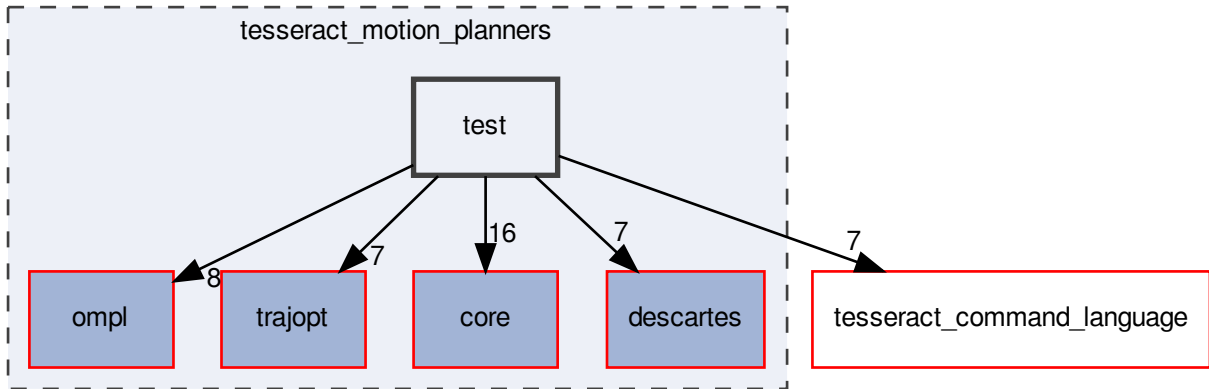 tesseract_motion_planners
test
16
7
7
7
8
ompl
trajopt
core
descartes
tesseract_command_language